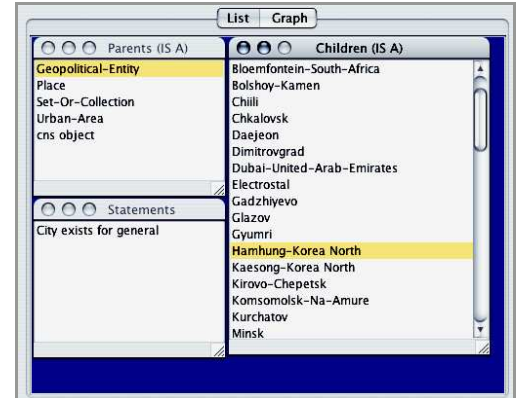 List Graph
Parents (IS A)
Geopolitical-Entity
Place
Set-Or-Collection
Urban-Area
cns object
Statements
City exists for general
Children (IS A)
Bloemfontein-South-Africa
Bolshoy-Kamen
Chiili
Chkalovsk
Daejeon
Dimitrovgrad
Dubai-United-Arab-Emirates
Electrostal
Gadzhiyevo
Glazov
Gyumri
Hamhung-Korea North
Kaesong-Korea North
Kirovo-Chepetsk
Komsomolsk-Na-Amure
Kurchatov
Minsk